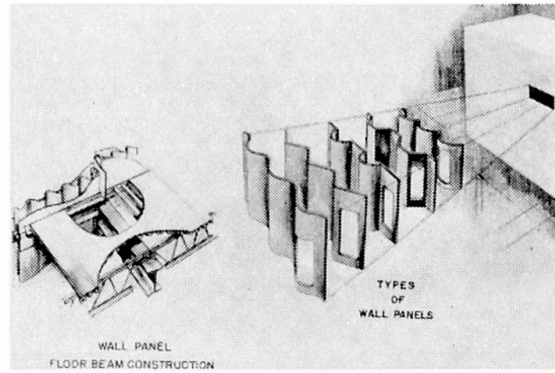 WALL PANEL
FLOOR BEAM CONSTRUCTION
TYPES
OF
WALL PANELS